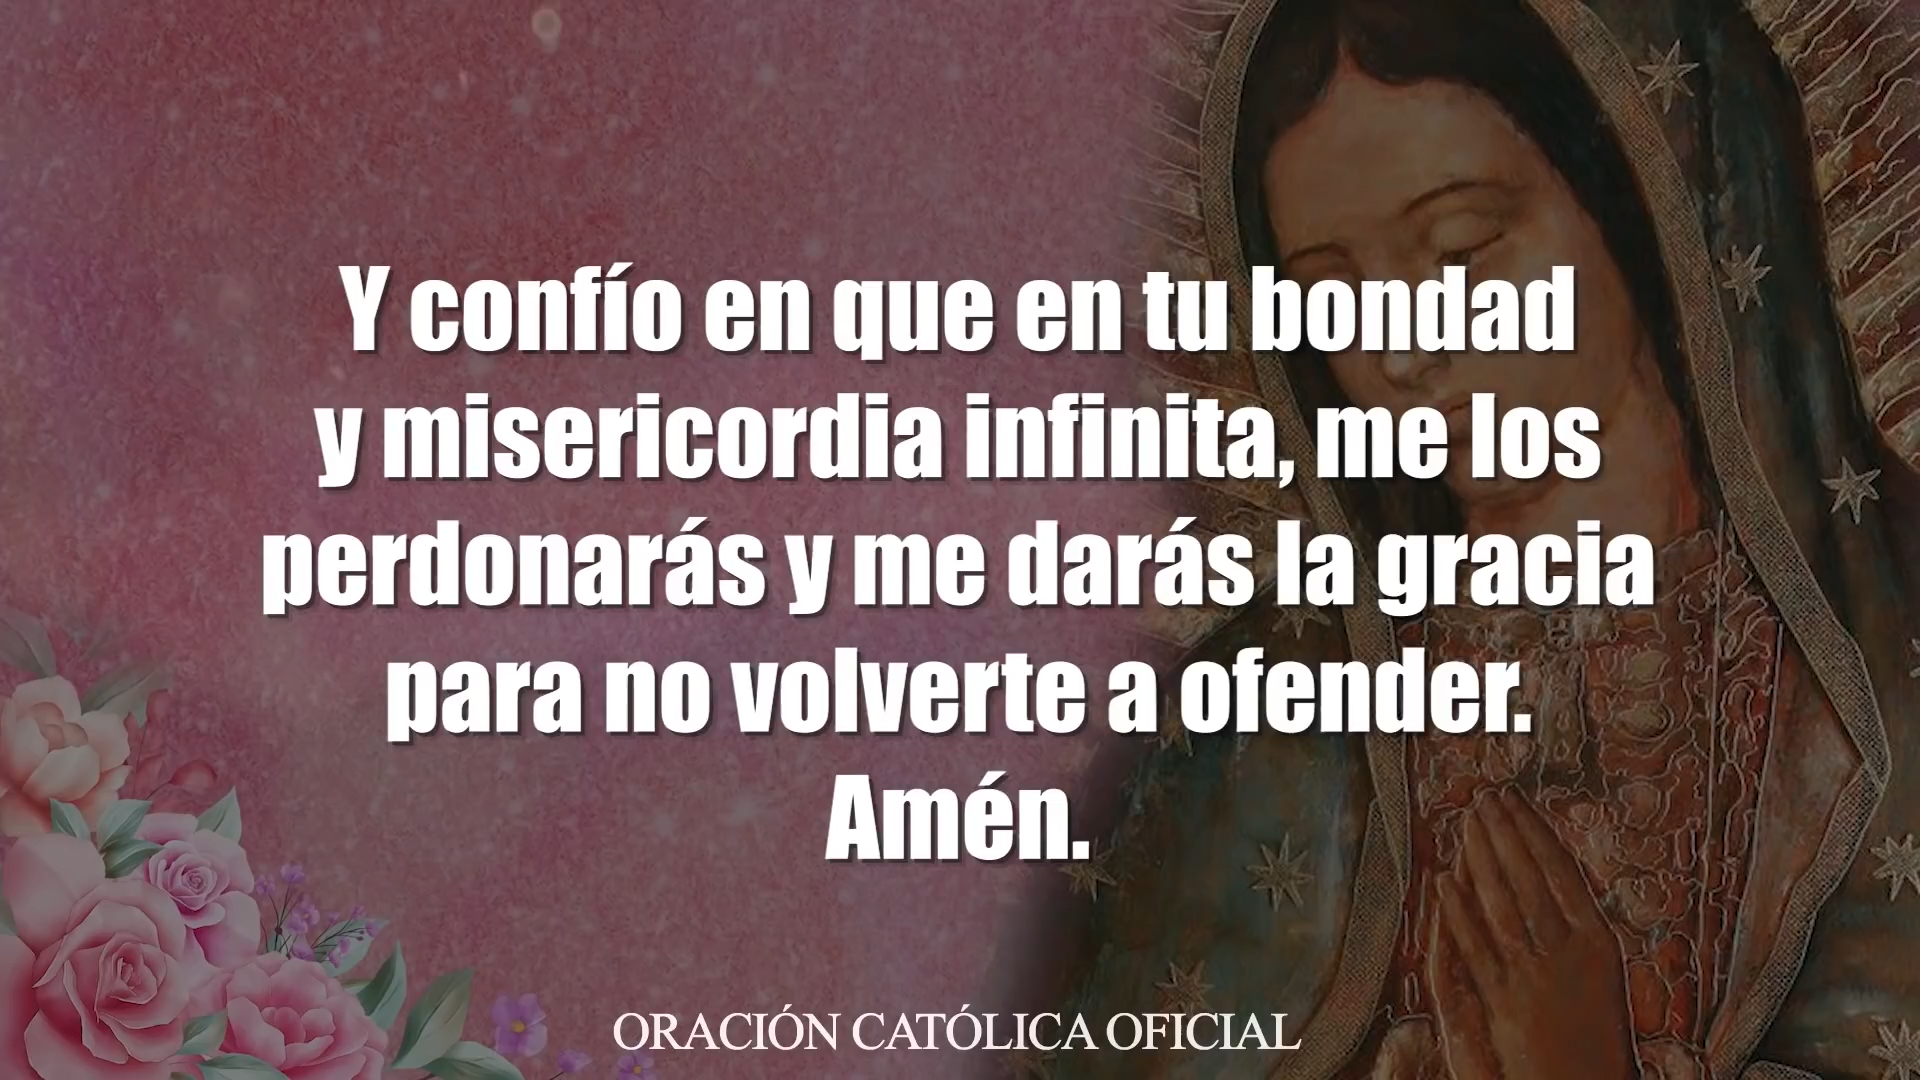 Y confío en que en tu bondad
y misericordia infinita, me los
perdonarás y me darás la gracia
para no volverte a ofender.
Amén.
ORACIÓN CATÓLICA OFICIAL